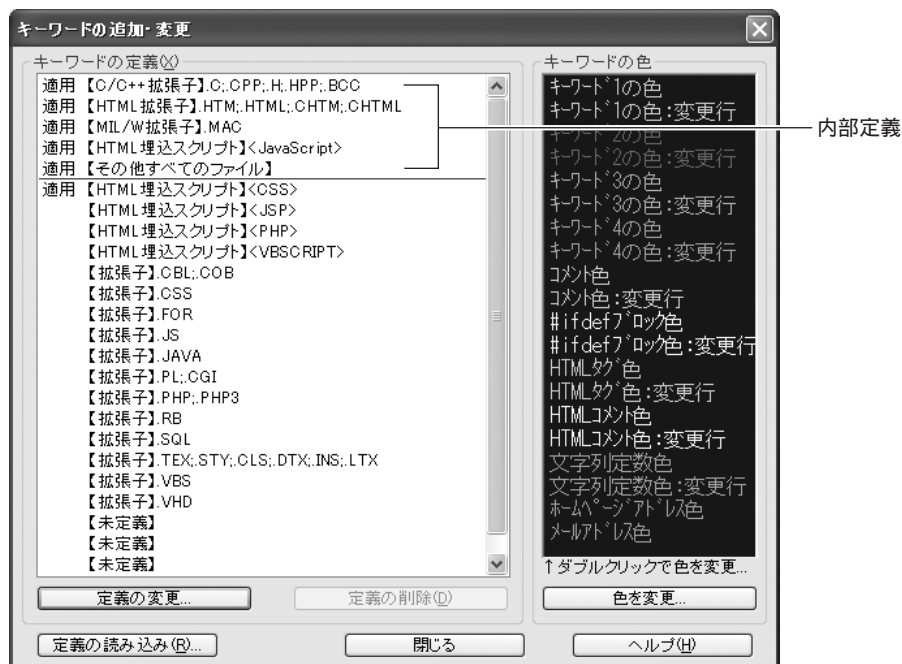 キーワードの追加・変更
キーワードの定義(X)
適用 【C/C++拡張子】.C;.CPP;.H;.HPP;.BCC
適用 【HTML拡張子】.HTM;.HTML;.CHTM;.CHTML
適用 【MIL/W拡張子】.MAC
適用 【HTML埋込スクリプト】<JavaScript>
適用 【その他すべてのファイル】
適用 【HTML埋込スクリプト】<CSS>
【HTML埋込スクリプト】<JSP>
【HTML埋込スクリプト】<PHP>
【HTML埋込スクリプト】<VBSCRIPT>
【拡張子】.CBL;.COB
【拡張子】.CSS
【拡張子】.FOR
【拡張子】.JS
【拡張子】.JAVA
【拡張子】.PL;.CGI
【拡張子】.PHP;.PHP3
【拡張子】.RB
【拡張子】.SQL
【拡張子】.TEX;.STY;.CLS;.DTX;.INS;.LTX
【拡張子】.VBS
【拡張子】.VHD
【未定義】
【未定義】
【未定義】
定義の変更...
定義の削除(D)
キーワードの色
ｷｰﾜｰﾄﾞ1の色
ｷｰﾜｰﾄﾞ1の色:変更行
ｷｰﾜｰﾄﾞ2の色
ｷｰﾜｰﾄﾞ2の色:変更行
ｷｰﾜｰﾄﾞ3の色
ｷｰﾜｰﾄﾞ3の色:変更行
ｷｰﾜｰﾄﾞ4の色
ｷｰﾜｰﾄﾞ4の色:変更行
ｺﾒﾝﾄ色
ｺﾒﾝﾄ色:変更行
#ifdefﾌﾞﾛｯｸ色
#ifdefﾌﾞﾛｯｸ色:変更行
HTMLﾀｸﾞ色
HTMLﾀｸﾞ色:変更行
HTMLｺﾒﾝﾄ色
HTMLｺﾒﾝﾄ色:変更行
文字列定数色
文字列定数色:変更行
ﾎｰﾑﾍﾟｰｼﾞｱﾄﾞﾚｽ色
ﾒｰﾙｱﾄﾞﾚｽ色
↑ダブルクリックで色を変更...
色を変更...
定義の読み込み(R)...
閉じる
ヘルプ(H)
内部定義